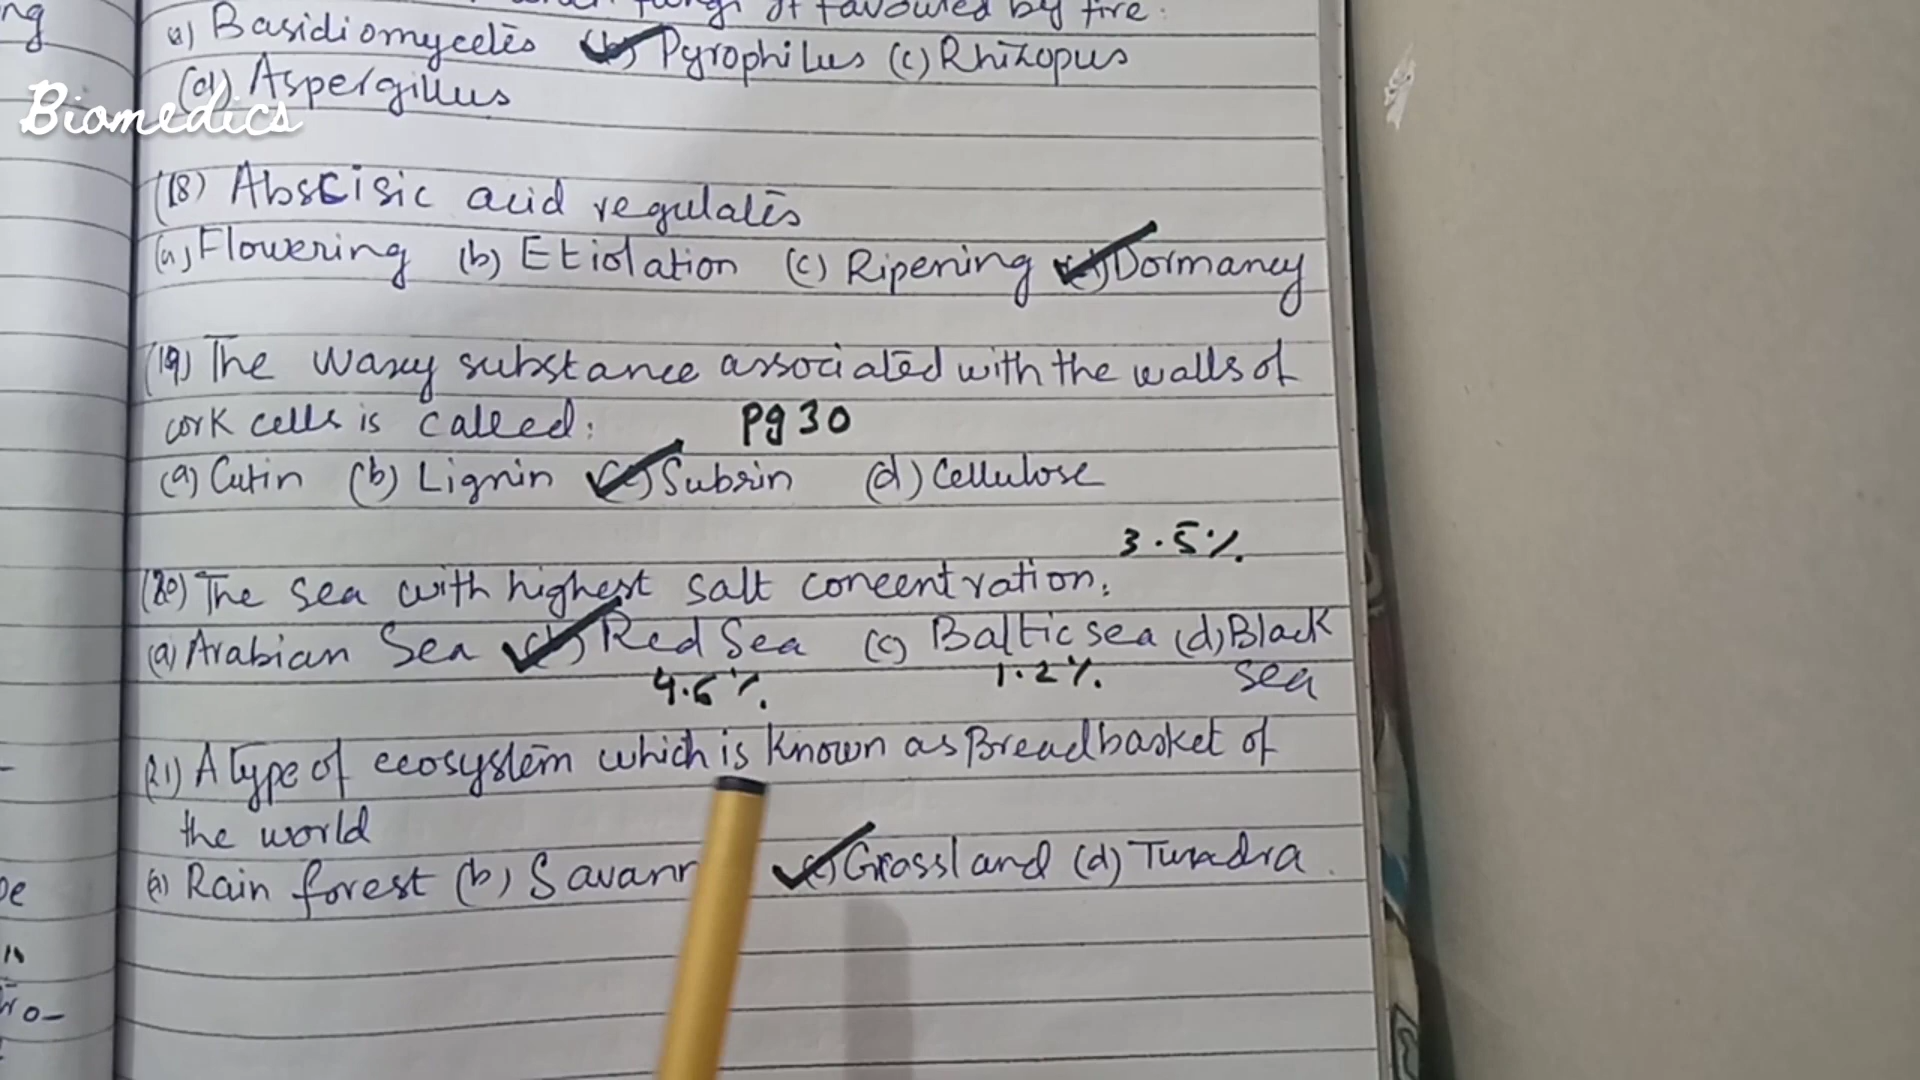 ng
fungi It favoured by fire:
(a) Basidiomycetes (b) Pyrophilus (c) Rhizopus
(d) Aspergillus
Biomedics
(18) Abscisic acid regulates
(a) Flowering (b) Etiolation (c) Ripening (d) Dormancy
(19) The waxy substance associated with the walls of
cork cells is called: Pg 30
(a) Cutin (b) Lignin (c) Subrin (d) Cellulose
3.5%.
(20) The sea with highest salt concentration.
(a) Arabian Sea (b) Red Sea (c) Baltic sea (d) Black
4.6%. 1.2%. sea
(21) A type of ecosystem which is known as Breadbasket of
the world
(a) Rain forest (b) Savann (c) Grassland (d) Tundra.